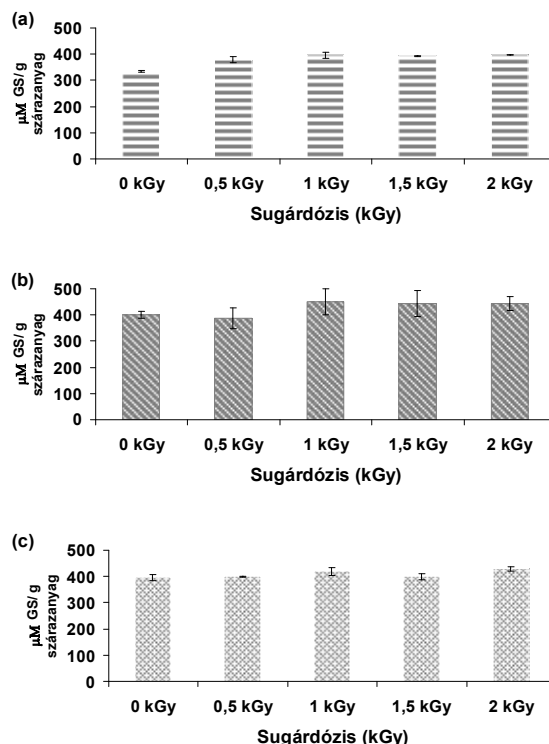 (a)
µM GS/ g
szárazanyag
500
400
300
200
100
0
0 kGy 0,5 kGy 1 kGy 1,5 kGy 2 kGy
Sugárdózis (kGy)
(b)
µM GS/ g
szárazanyag
500
400
300
200
100
0
0 kGy 0,5 kGy 1 kGy 1,5 kGy 2 kGy
Sugárdózis (kGy)
(c)
µM GS/ g
szárazanyag
500
400
300
200
100
0
0 kGy 0,5 kGy 1 kGy 1,5 kGy 2 kGy
Sugárdózis (kGy)